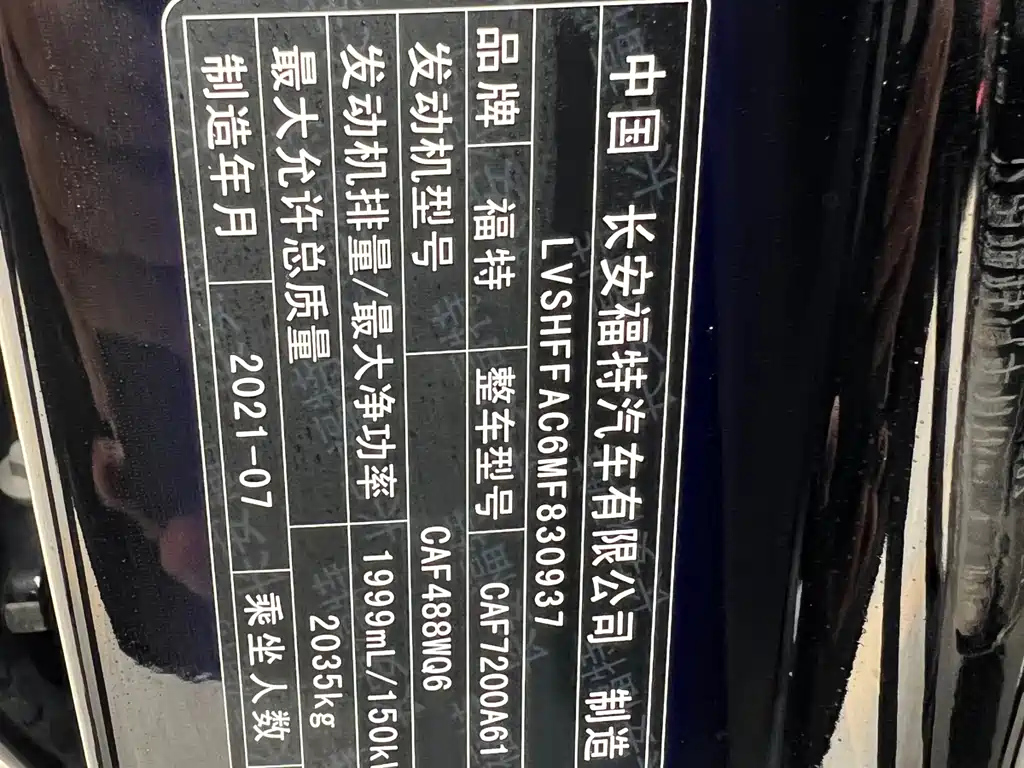 中国 长安福特汽车有限公司 制造
LVSHFFAC6MF830937
品牌 福特 整车型号 CAF7200A61
发动机型号 CAF488WQ6
发动机排量/最大净功率 1999mL/150k
最大允许总质量 2035kg
制造年月 2021-07 乘坐人数